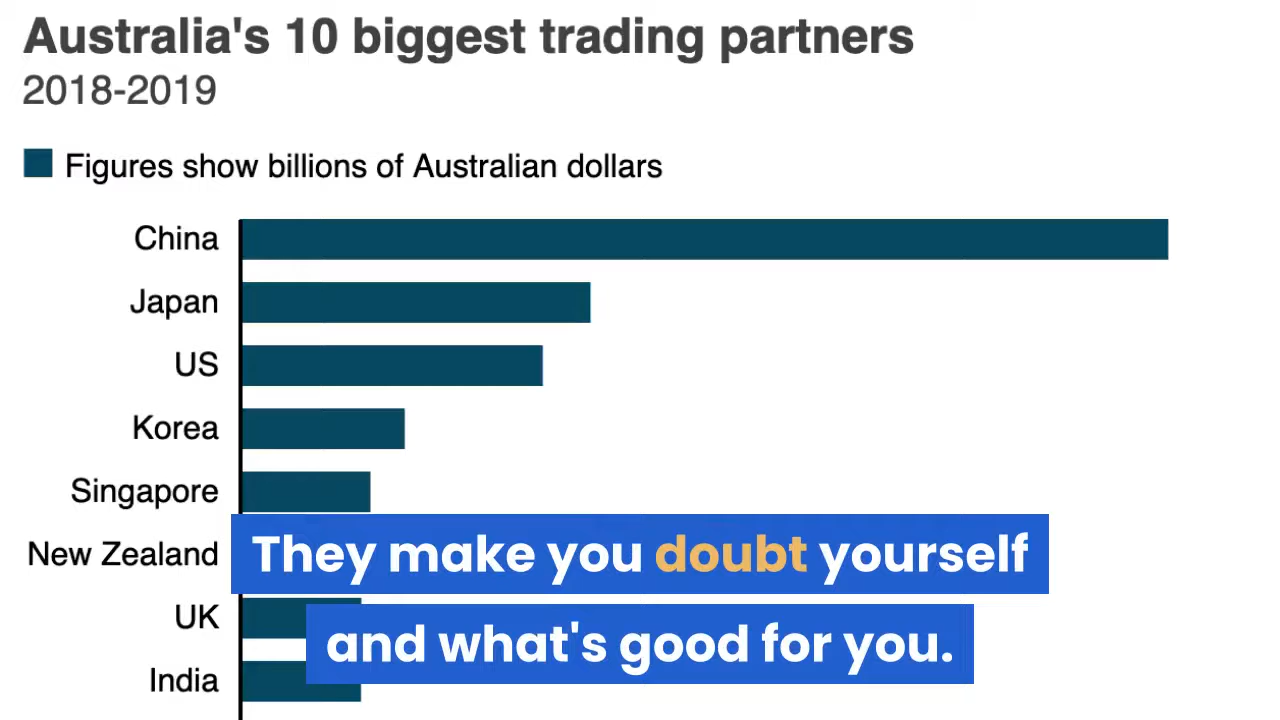 Australia's 10 biggest trading partners
2018-2019
Figures show billions of Australian dollars
China
Japan
US
Korea
Singapore
New Zealand
They make you doubt yourself
UK
and what's good for you.
India